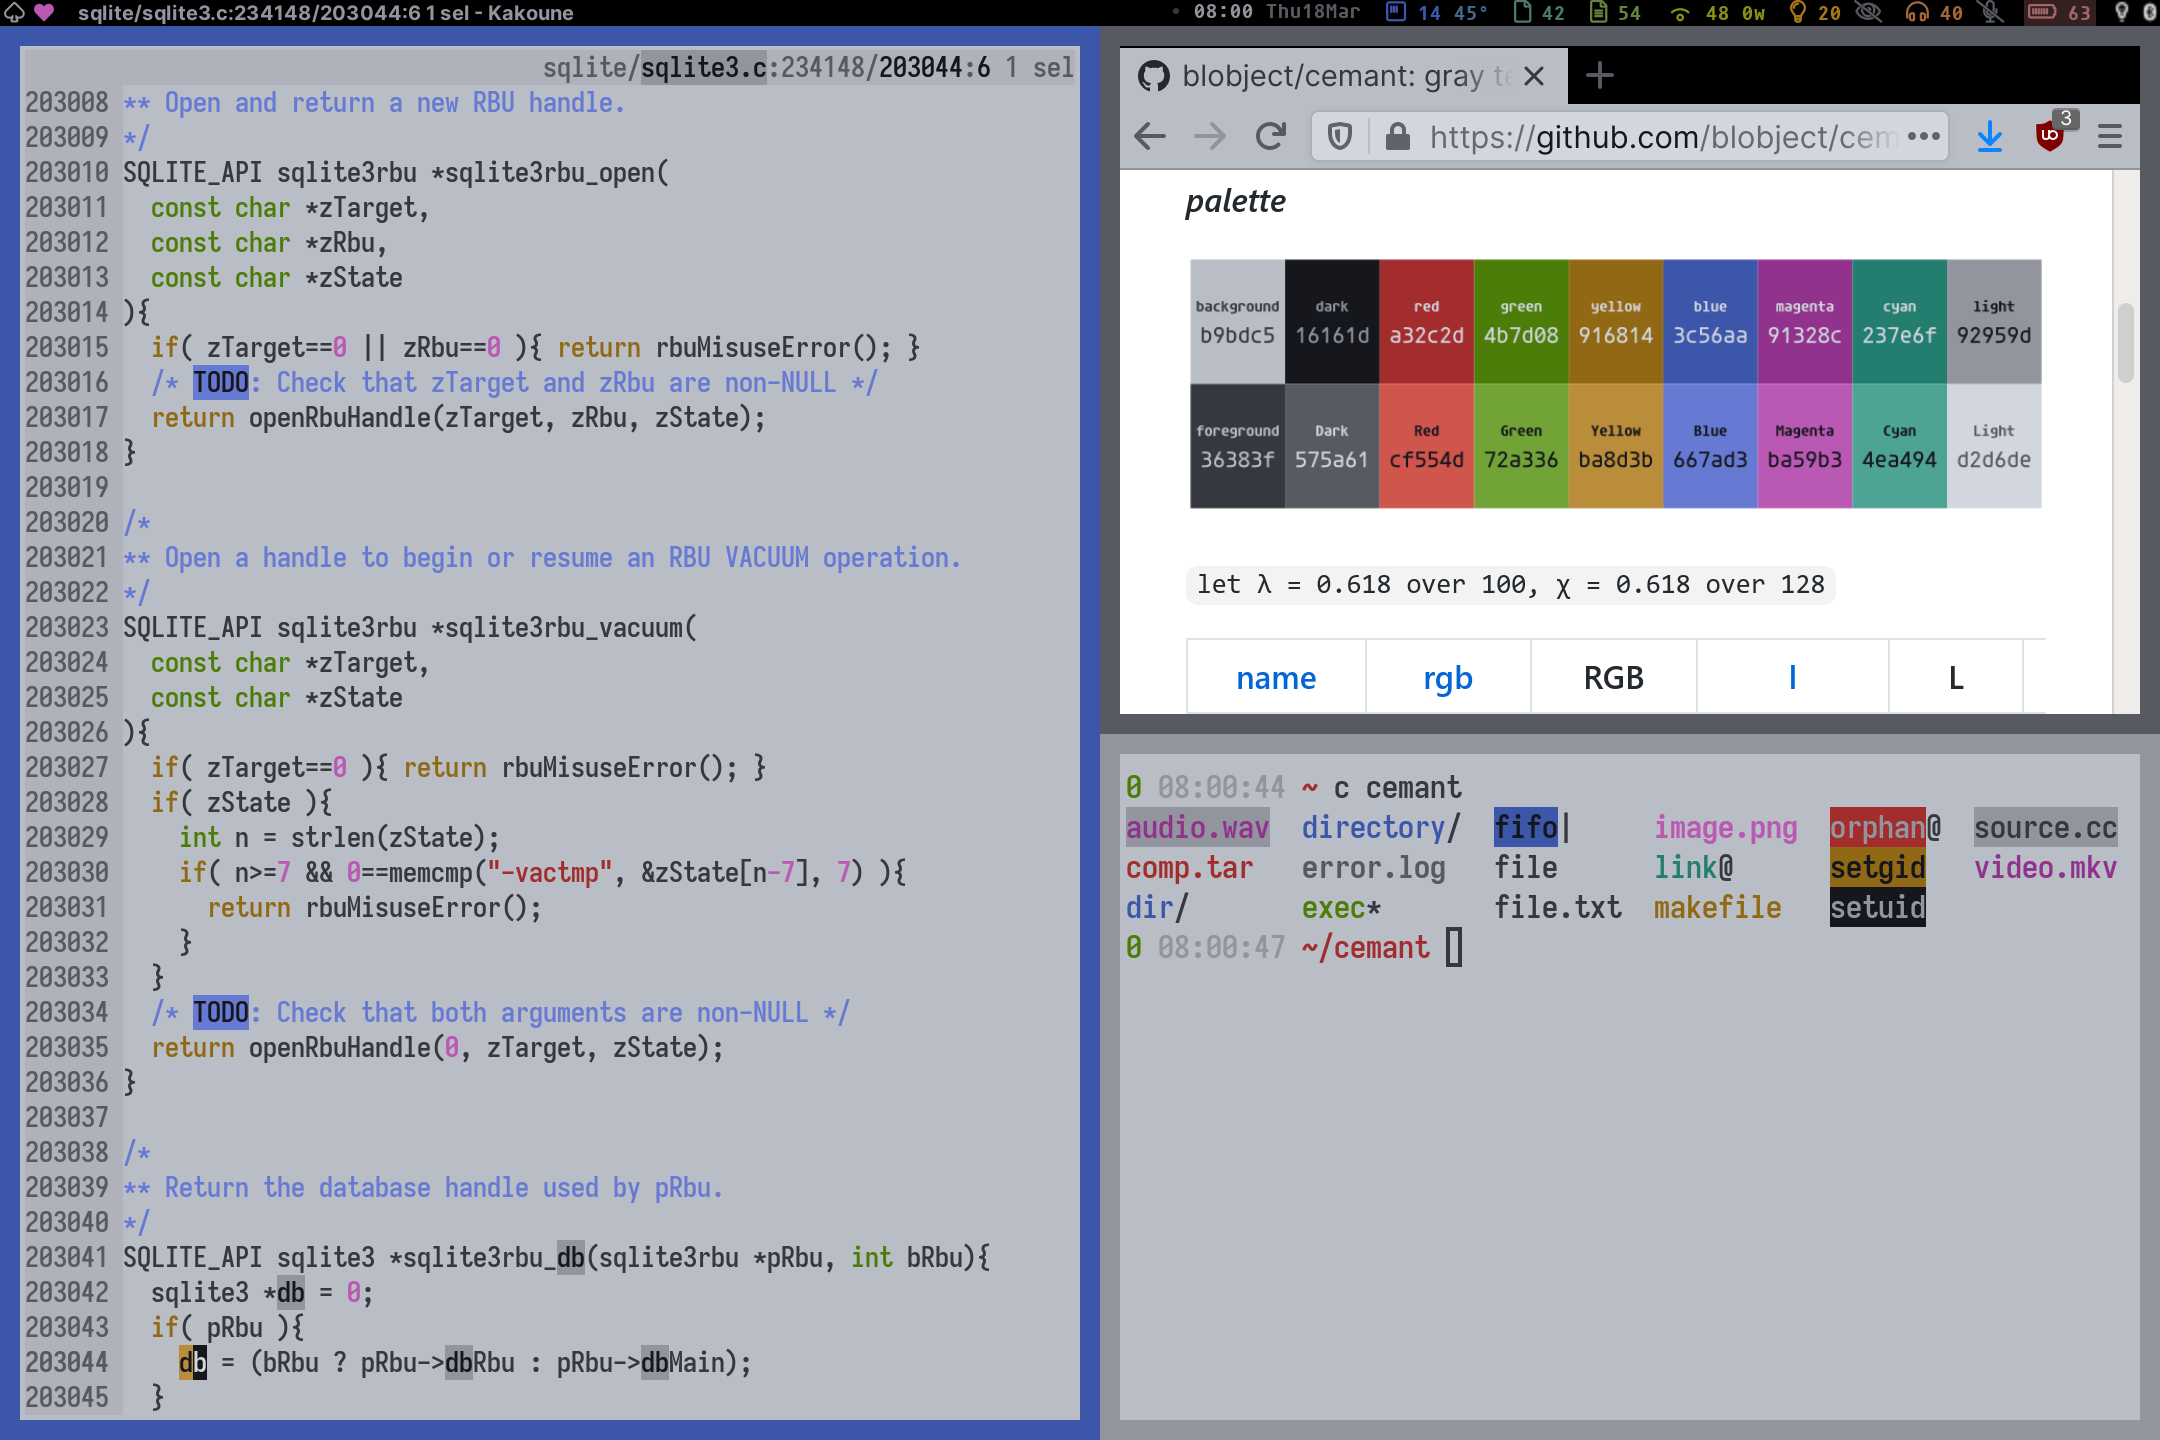 sqlite/sqlite3.c:234148/203044:6 1 sel - Kakoune
08:00 Thu18Mar 14 45° 42 54 48 0w 20 40 63
sqlite/sqlite3.c:234148/203044:6 1 sel
203008 ** Open and return a new RBU handle.
203009 */
203010 SQLITE_API sqlite3rbu *sqlite3rbu_open(
203011   const char *zTarget,
203012   const char *zRbu,
203013   const char *zState
203014 ){
203015   if( zTarget==0 || zRbu==0 ){ return rbuMisuseError(); }
203016   /* TODO: Check that zTarget and zRbu are non-NULL */
203017   return openRbuHandle(zTarget, zRbu, zState);
203018 }
203019
203020 /*
203021 ** Open a handle to begin or resume an RBU VACUUM operation.
203022 */
203023 SQLITE_API sqlite3rbu *sqlite3rbu_vacuum(
203024   const char *zTarget,
203025   const char *zState
203026 ){
203027   if( zTarget==0 ){ return rbuMisuseError(); }
203028   if( zState ){
203029     int n = strlen(zState);
203030     if( n>=7 && 0==memcmp("-vactmp", &zState[n-7], 7) ){
203031       return rbuMisuseError();
203032     }
203033   }
203034   /* TODO: Check that both arguments are non-NULL */
203035   return openRbuHandle(0, zTarget, zState);
203036 }
203037
203038 /*
203039 ** Return the database handle used by pRbu.
203040 */
203041 SQLITE_API sqlite3 *sqlite3rbu_db(sqlite3rbu *pRbu, int bRbu){
203042   sqlite3 *db = 0;
203043   if( pRbu ){
203044     db = (bRbu ? pRbu->dbRbu : pRbu->dbMain);
203045   }
blobject/cemant: gray te
https://github.com/blobject/cem ••• 3
palette
background dark red green yellow blue magenta cyan light
b9bdc5 16161d a32c2d 4b7d08 916814 3c56aa 91328c 237e6f 92959d
foreground Dark Red Green Yellow Blue Magenta Cyan Light
36383f 575a61 cf554d 72a336 ba8d3b 667ad3 ba59b3 4ea494 d2d6de
let λ = 0.618 over 100, χ = 0.618 over 128
name rgb RGB l L
0 08:00:44 ~ c cemant
audio.wav directory/ fifo| image.png orphan@ source.cc
comp.tar error.log file link@ setgid video.mkv
dir/ exec* file.txt makefile setuid
0 08:00:47 ~/cemant